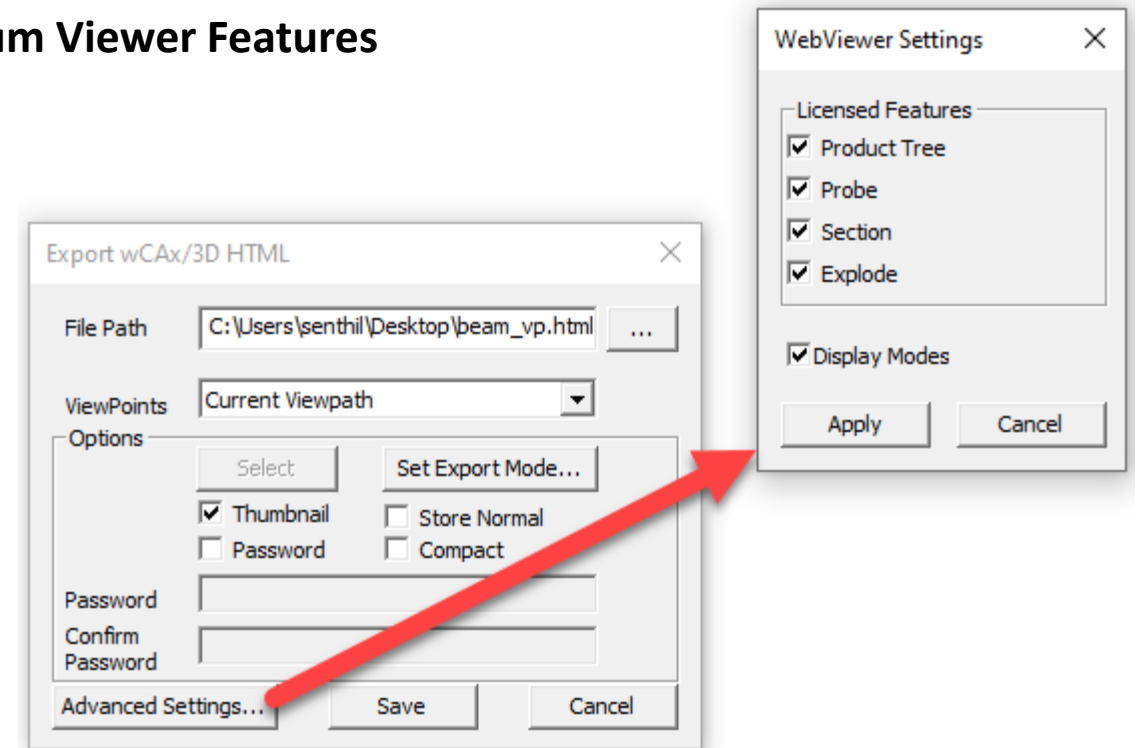 um Viewer Features
WebViewer Settings
Licensed Features
Product Tree
Probe
Section
Explode
Display Modes
Apply Cancel
Export wCAx/3D HTML
File Path C:\Users\senthil\Desktop\beam_vp.html ...
ViewPoints Current Viewpath
Options
Select Set Export Mode...
Thumbnail Store Normal
Password Compact
Password
Confirm
Password
Advanced Settings... Save Cancel